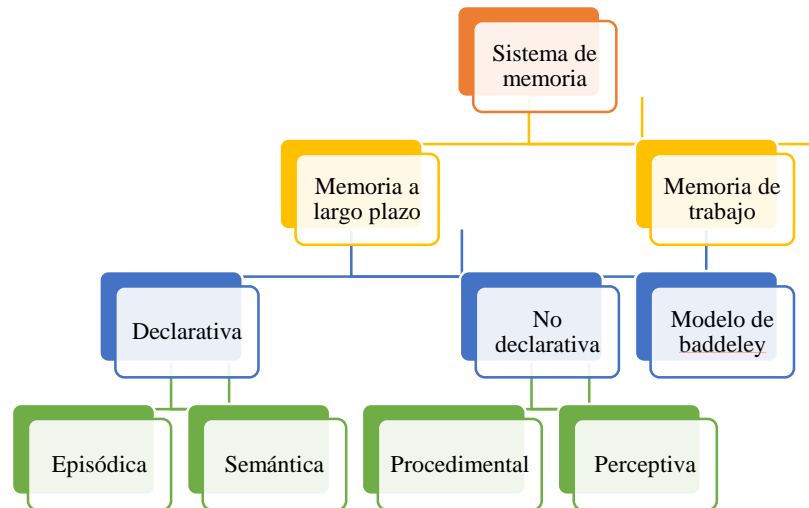 Sistema de
memoria
Memoria a
largo plazo
Memoria de
trabajo
Declarativa
No
declarativa
Modelo de
baddeley
Episódica
Semántica
Procedimental
Perceptiva